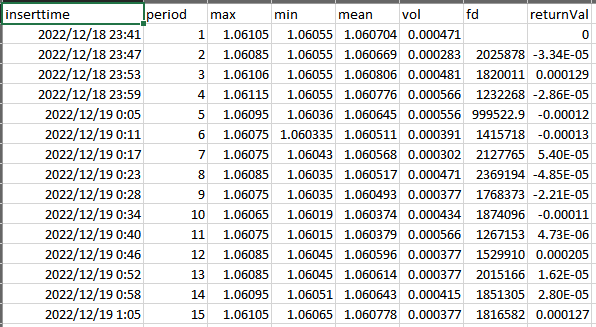 inserttime period max min mean vol fd returnVal
2022/12/18 23:41 1 1.06105 1.06055 1.060704 0.000471 0
2022/12/18 23:47 2 1.06085 1.06055 1.060669 0.000283 2025878 -3.34E-05
2022/12/18 23:53 3 1.06106 1.06055 1.060806 0.000481 1820011 0.000129
2022/12/18 23:59 4 1.06115 1.06055 1.060776 0.000566 1232268 -2.86E-05
2022/12/19 0:05 5 1.06095 1.06036 1.060645 0.000556 999522.9 -0.00012
2022/12/19 0:11 6 1.06075 1.060335 1.060511 0.000391 1415718 -0.00013
2022/12/19 0:17 7 1.06075 1.06043 1.060568 0.000302 2127765 5.40E-05
2022/12/19 0:23 8 1.06085 1.06035 1.060517 0.000471 2369194 -4.85E-05
2022/12/19 0:28 9 1.06075 1.06035 1.060493 0.000377 1768373 -2.21E-05
2022/12/19 0:34 10 1.06065 1.06019 1.060374 0.000434 1874096 -0.00011
2022/12/19 0:40 11 1.06075 1.06015 1.060379 0.000566 1267153 4.73E-06
2022/12/19 0:46 12 1.06085 1.06045 1.060596 0.000377 1529910 0.000205
2022/12/19 0:52 13 1.06085 1.06045 1.060614 0.000377 2015166 1.62E-05
2022/12/19 0:58 14 1.06095 1.06051 1.060643 0.000415 1851305 2.80E-05
2022/12/19 1:05 15 1.06105 1.06065 1.060778 0.000377 1816582 0.000127